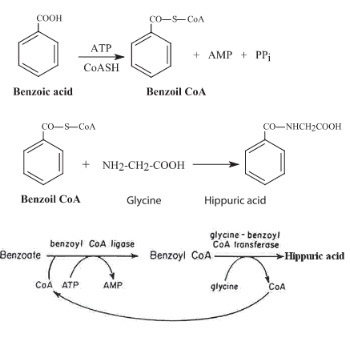 COOH
ATP
CoASH
CO—S—CoA
+ AMP + PPi
Benzoic acid
Benzoil CoA
CO—S—CoA
+ NH2-CH2-COOH
CO—NHCH2COOH
Benzoil CoA
Glycine
Hippuric acid
benzoyl CoA ligase
glycine-benzoyl
CoA transferase
Benzoate
Benzoyl CoA
Hippuric acid
CoA ATP AMP
glycine CoA